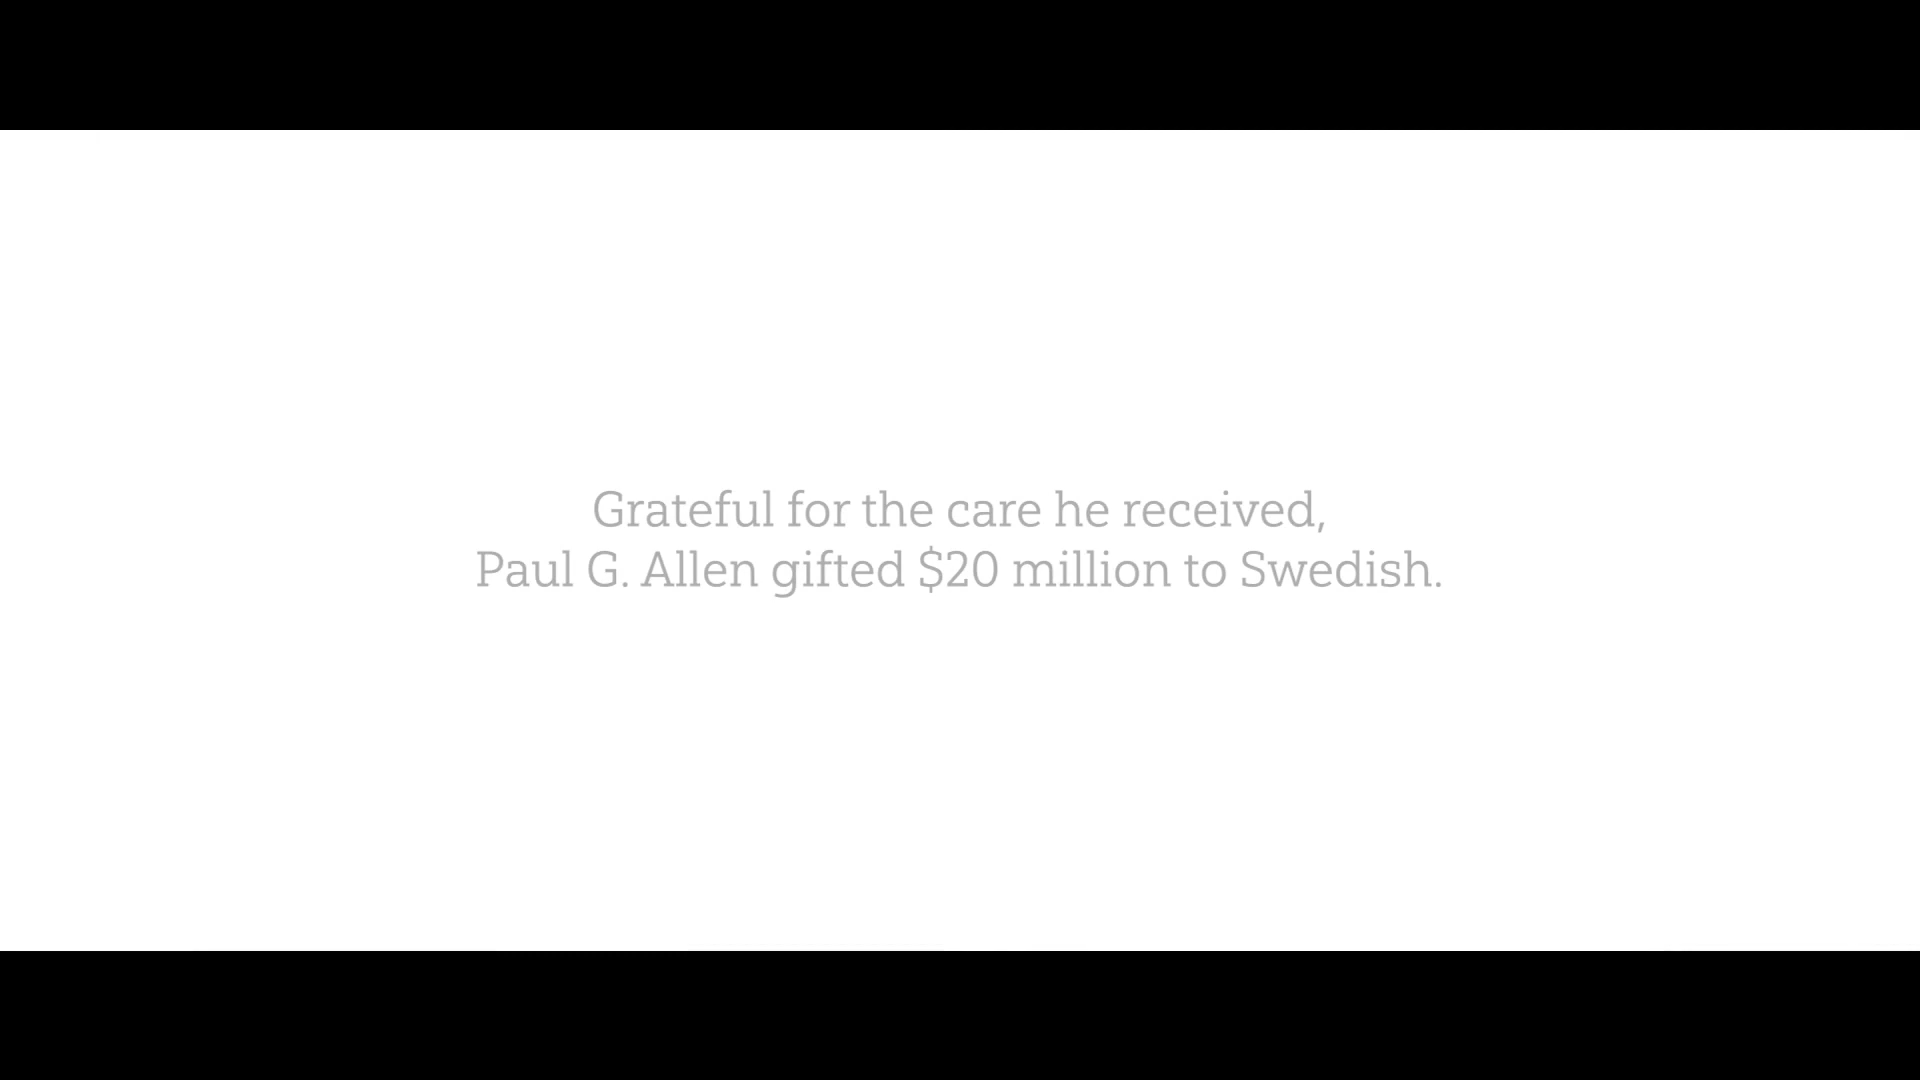 Grateful for the care he received,
Paul G. Allen gifted $20 million to Swedish.